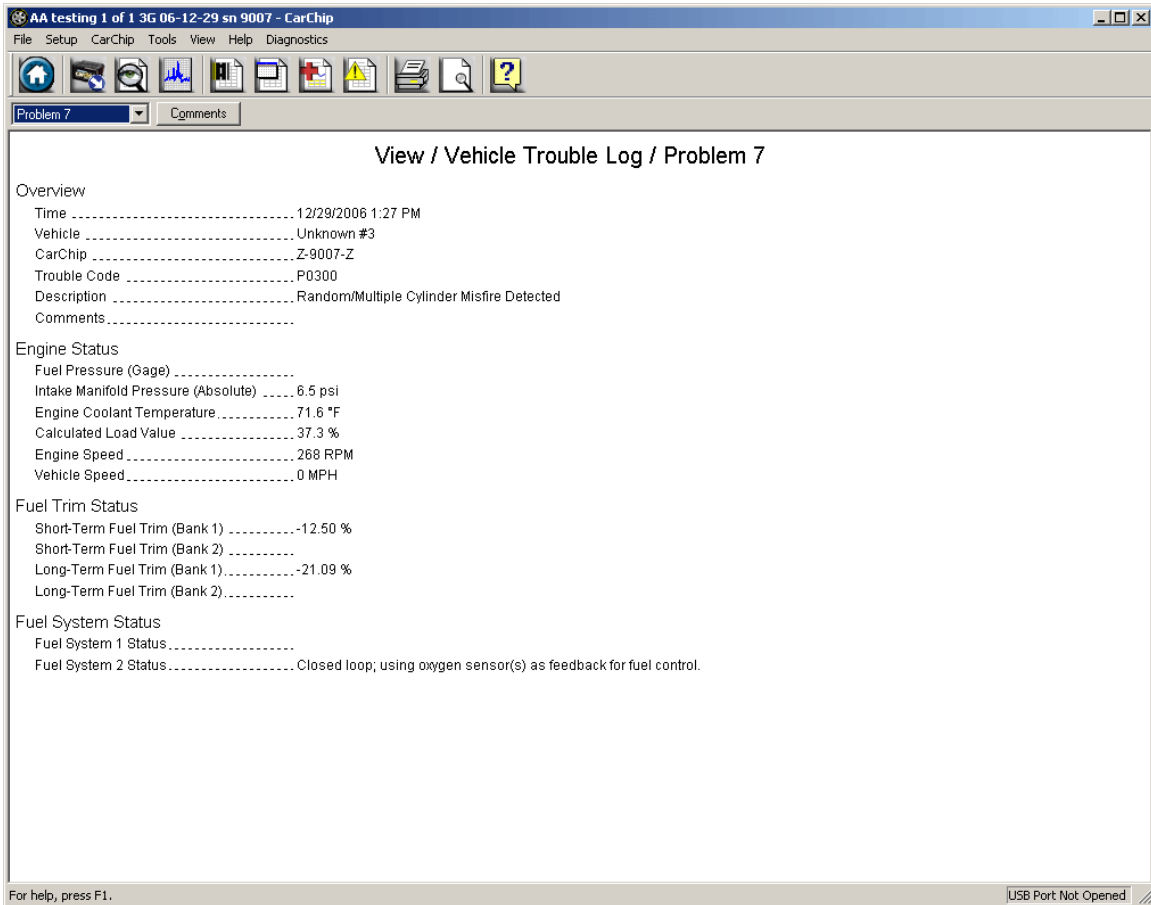 AA testing 1 of 1 3G 06-12-29 sn 9007 - CarChip
File Setup CarChip Tools View Help Diagnostics
Problem 7 Comments
View / Vehicle Trouble Log / Problem 7
Overview
Time 12/29/2006 1:27 PM
Vehicle Unknown #3
CarChip Z-9007-Z
Trouble Code P0300
Description Random/Multiple Cylinder Misfire Detected
Comments
Engine Status
Fuel Pressure (Gage)
Intake Manifold Pressure (Absolute) 6.5 psi
Engine Coolant Temperature 71.6 °F
Calculated Load Value 37.3 %
Engine Speed 268 RPM
Vehicle Speed 0 MPH
Fuel Trim Status
Short-Term Fuel Trim (Bank 1) -12.50 %
Short-Term Fuel Trim (Bank 2)
Long-Term Fuel Trim (Bank 1) -21.09 %
Long-Term Fuel Trim (Bank 2)
Fuel System Status
Fuel System 1 Status
Fuel System 2 Status Closed loop; using oxygen sensor(s) as feedback for fuel control.
For help, press F1. USB Port Not Opened